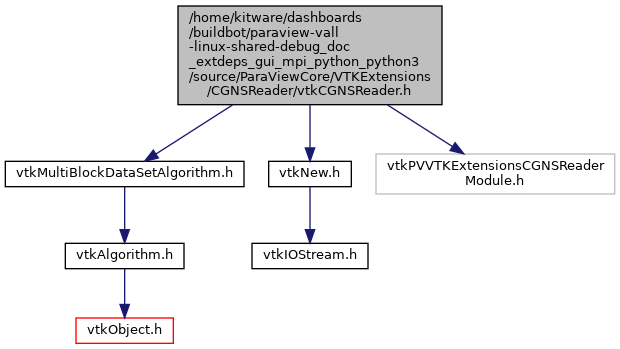 /home/kitware/dashboards
/buildbot/paraview-vall
-linux-shared-debug_doc
_extdeps_gui_mpi_python_python3
/source/ParaViewCore/VTKExtensions
/CGNSReader/vtkCGNSReader.h
vtkMultiBlockDataSetAlgorithm.h
vtkNew.h
vtkPVVTKExtensionsCGNSReader
Module.h
vtkAlgorithm.h
vtkIOStream.h
vtkObject.h